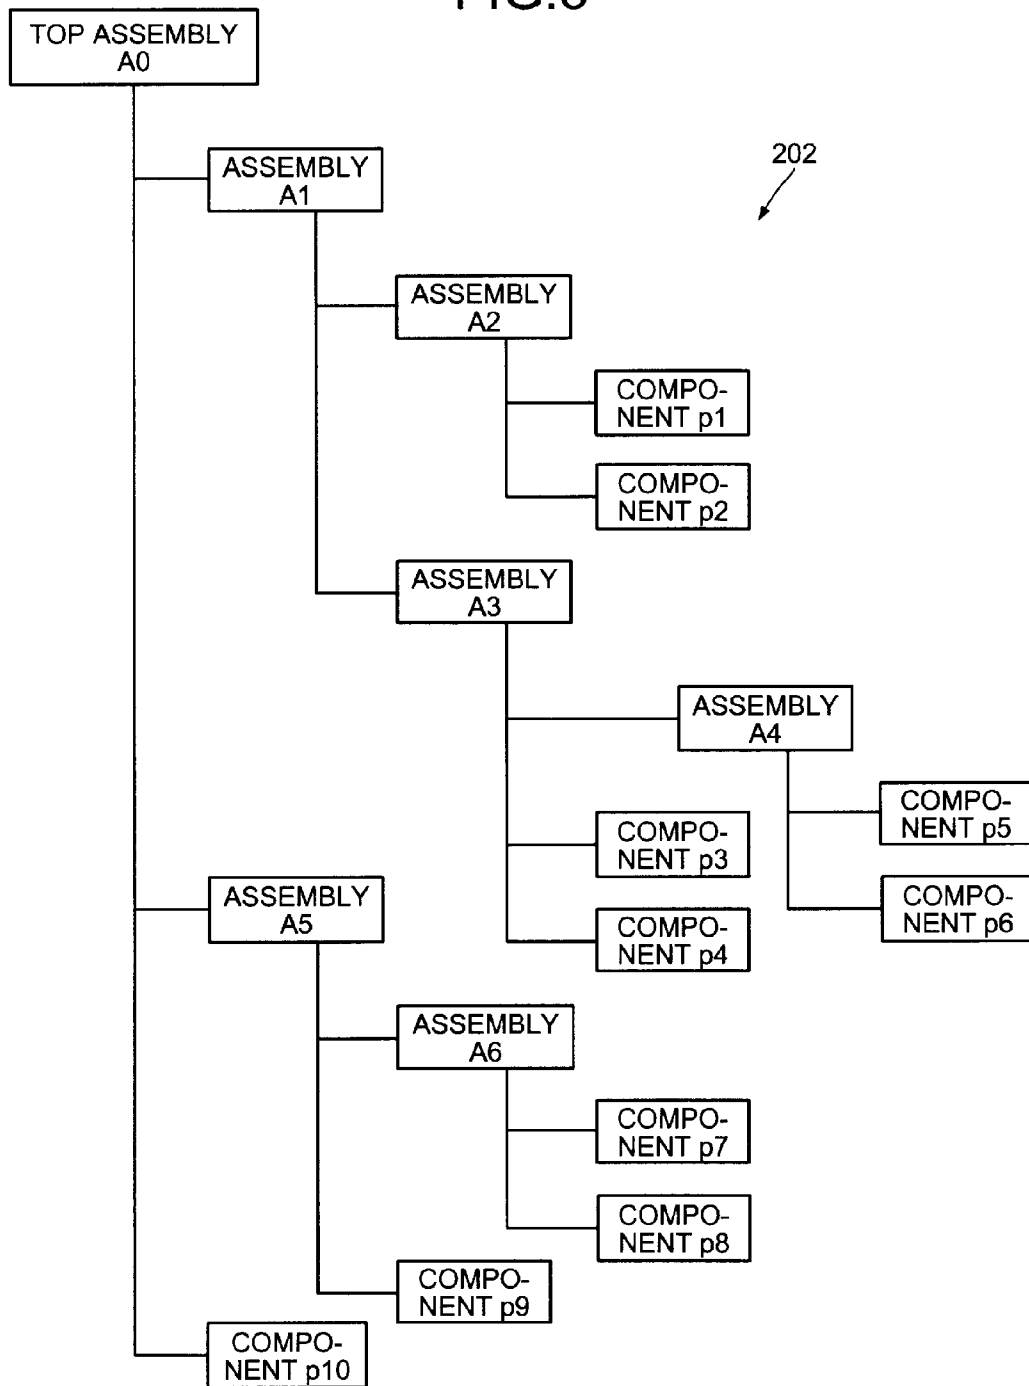 TOP ASSEMBLY
A0
ASSEMBLY
A1
202
ASSEMBLY
A2
COMPO-
NENT p1
COMPO-
NENT p2
ASSEMBLY
A3
ASSEMBLY
A4
COMPO-
NENT p5
COMPO-
NENT p3
COMPO-
NENT p6
ASSEMBLY
A5
COMPO-
NENT p4
ASSEMBLY
A6
COMPO-
NENT p7
COMPO-
NENT p8
COMPO-
NENT p9
COMPO-
NENT p10